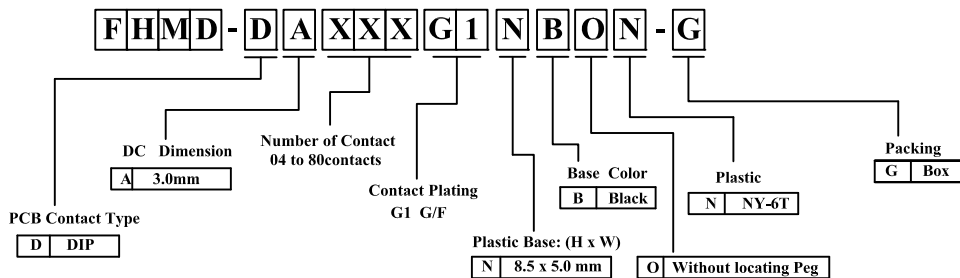 FHMD-DAXXXG1NBON-G
Number of Contact
04 to 80contacts
DC Dimension
A 3.0mm
Packing
G Box
Contact Plating
G1 G/F
Base Color
B Black
Plastic
N NY-6T
PCB Contact Type
D DIP
Plastic Base: (H x W)
N 8.5 x 5.0 mm
O Without locating Peg